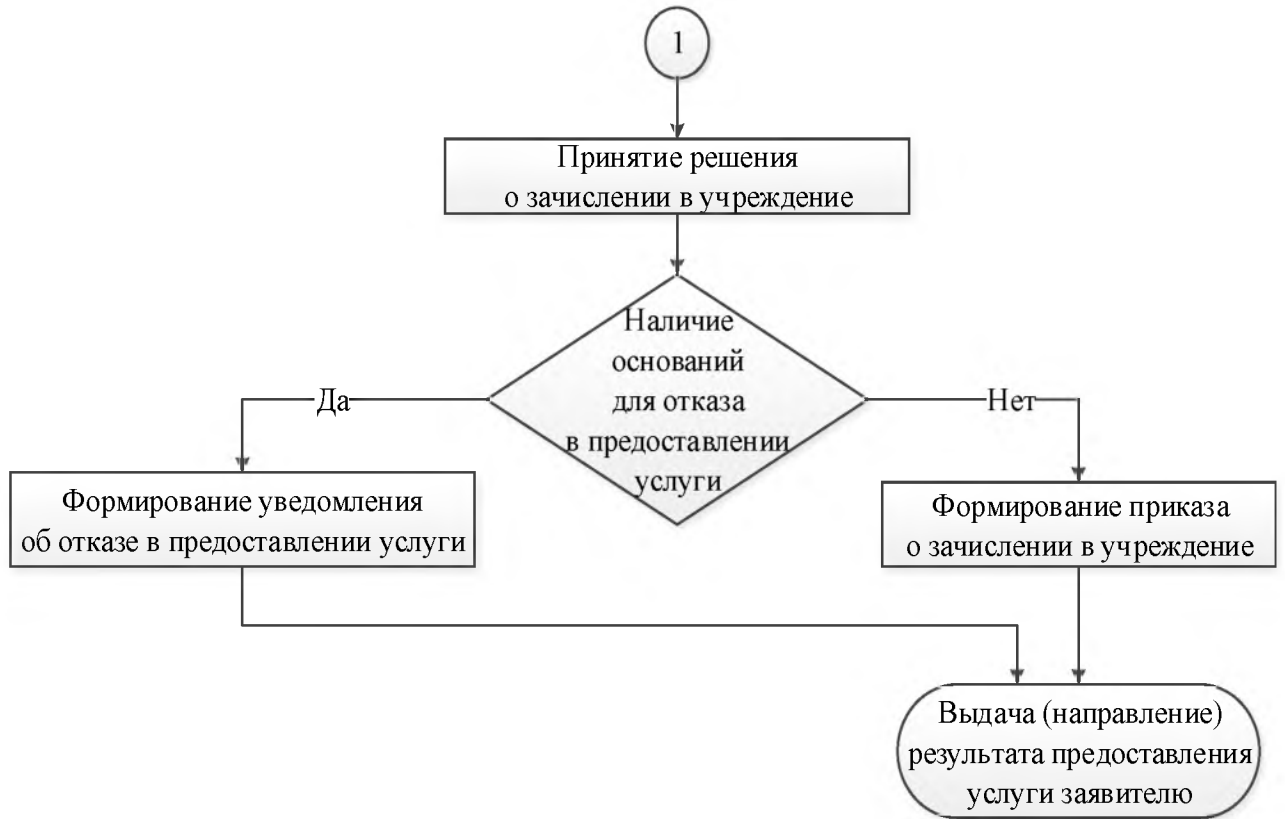 1
Принятие решения
о зачислении в учреждение
Наличие
оснований
для отказа
в предоставлении
услуги
Да
Нет
Формирование уведомления
об отказе в предоставлении услуги
Формирование приказа
о зачислении в учреждение
Выдача (направление)
результата предоставления
услуги заявителю